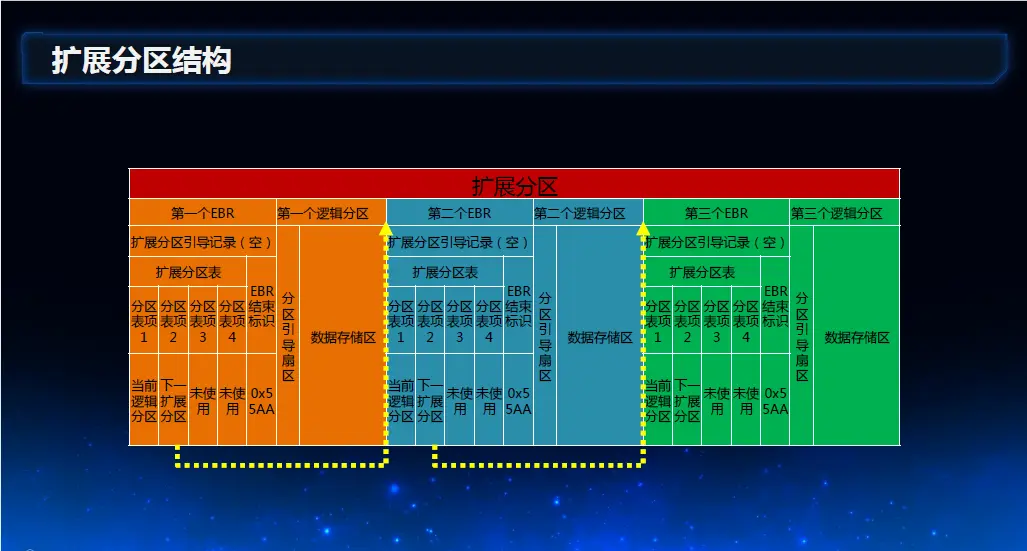 扩展分区结构
扩展分区
第一个EBR
第一个逻辑分区
第二个EBR
第二个逻辑分区
第三个EBR
第三个逻辑分区
扩展分区引导记录（空）
扩展分区表
EBR
结束
标识
分区
表项
1
分区
表项
2
分区
表项
3
分区
表项
4
当前
逻辑
分区
下一
扩展
分区
未使
用
未使
用
0x5
5AA
分
区
引
导
扇
区
数据存储区
扩展分区引导记录（空）
扩展分区表
EBR
结束
标识
分区
表项
1
分区
表项
2
分区
表项
3
分区
表项
4
当前
逻辑
分区
下一
扩展
分区
未使
用
未使
用
0x5
5AA
分
区
引
导
扇
区
数据存储区
扩展分区引导记录（空）
扩展分区表
EBR
结束
标识
分区
表项
1
分区
表项
2
分区
表项
3
分区
表项
4
当前
逻辑
分区
下一
扩展
分区
未使
用
未使
用
0x5
5AA
分
区
引
导
扇
区
数据存储区